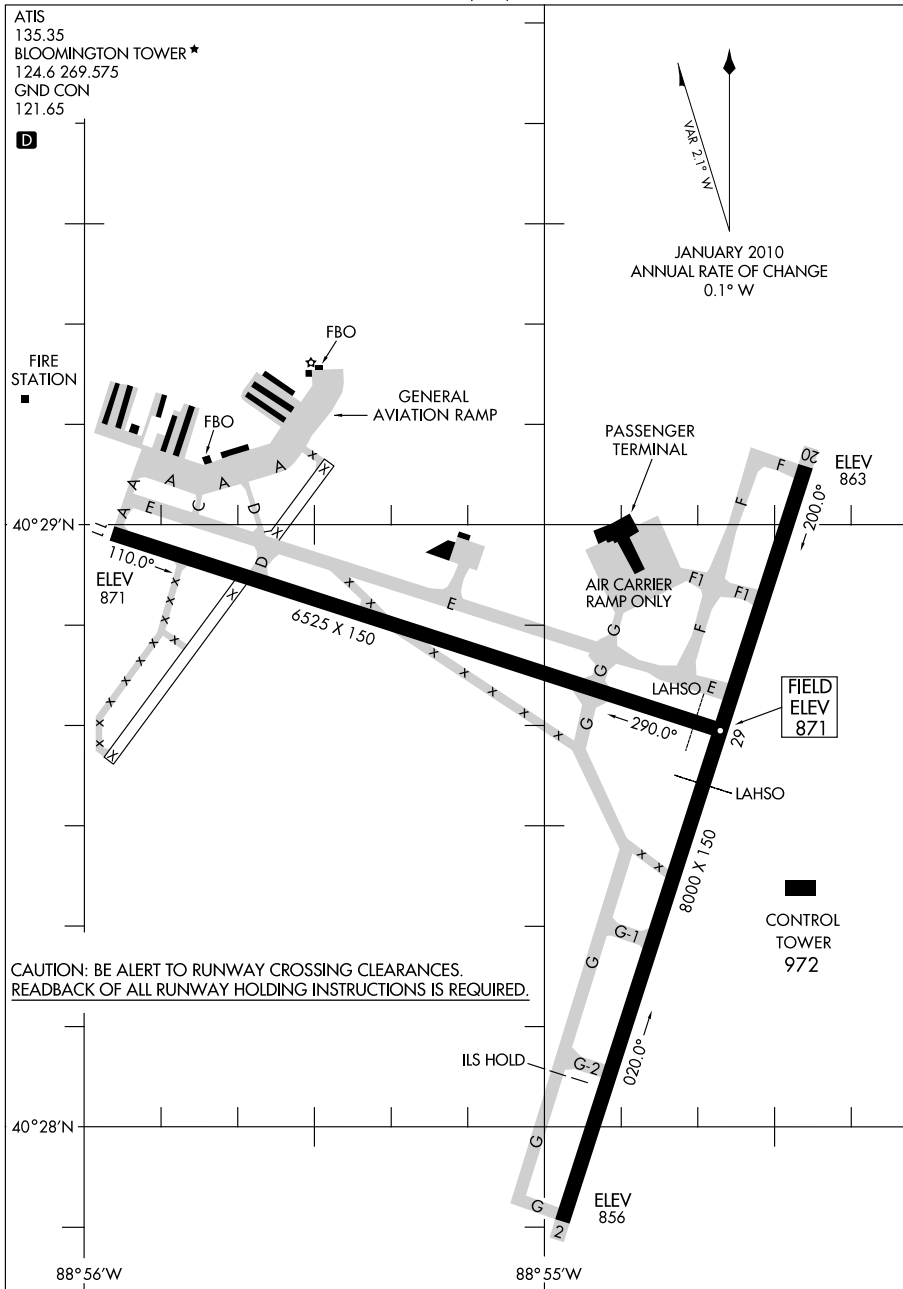 ATIS
135.35
BLOOMINGTON TOWER
124.6 269.575
GND CON
121.65
D
VAR 2.1° W
JANUARY 2010
ANNUAL RATE OF CHANGE
0.1° W
FBO
FIRE
STATION
GENERAL
AVIATION RAMP
FBO
PASSENGER
TERMINAL
20
ELEV
863
F
F
200.0°
A
A
A
A
A
A
E
C
D
40°29'N
17
110.0°
ELEV
871
D
X
X
X
6525 X 150
E
AIR CARRIER
RAMP ONLY
F1
F1
F
G
G
G
LAHSO
E
290.0°
29
FIELD
ELEV
871
X
LAHSO
8000 X 150
CONTROL
TOWER
972
G-1
G
CAUTION: BE ALERT TO RUNWAY CROSSING CLEARANCES.
READBACK OF ALL RUNWAY HOLDING INSTRUCTIONS IS REQUIRED.
ILS HOLD
G-2
020.0°
40°28'N
G
G
2
ELEV
856
88°56'W
88°55'W